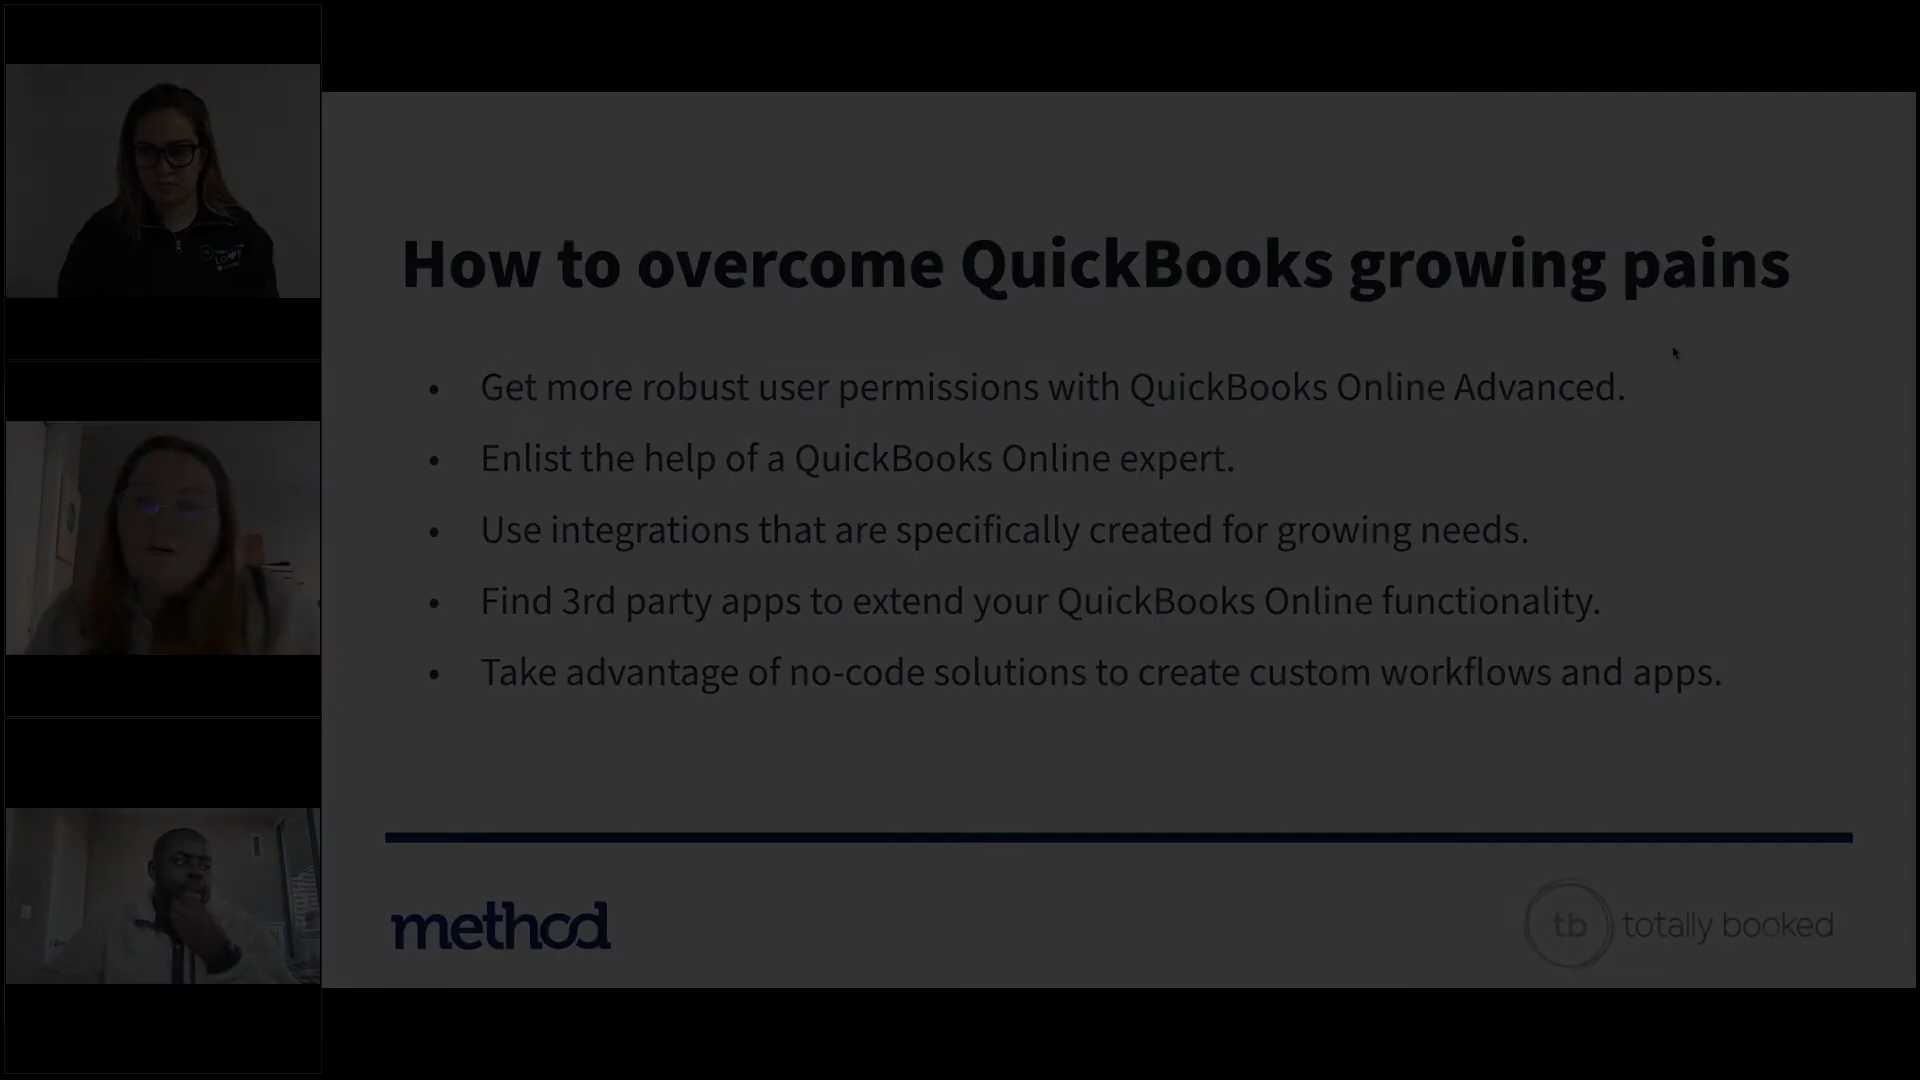 How to overcome QuickBooks growing pains
• Get more robust user permissions with QuickBooks Online Advanced.
• Enlist the help of a QuickBooks Online expert.
• Use integrations that are specifically created for growing needs.
• Find 3rd party apps to extend your QuickBooks Online functionality.
• Take advantage of no-code solutions to create custom workflows and apps.
method
tb totally booked